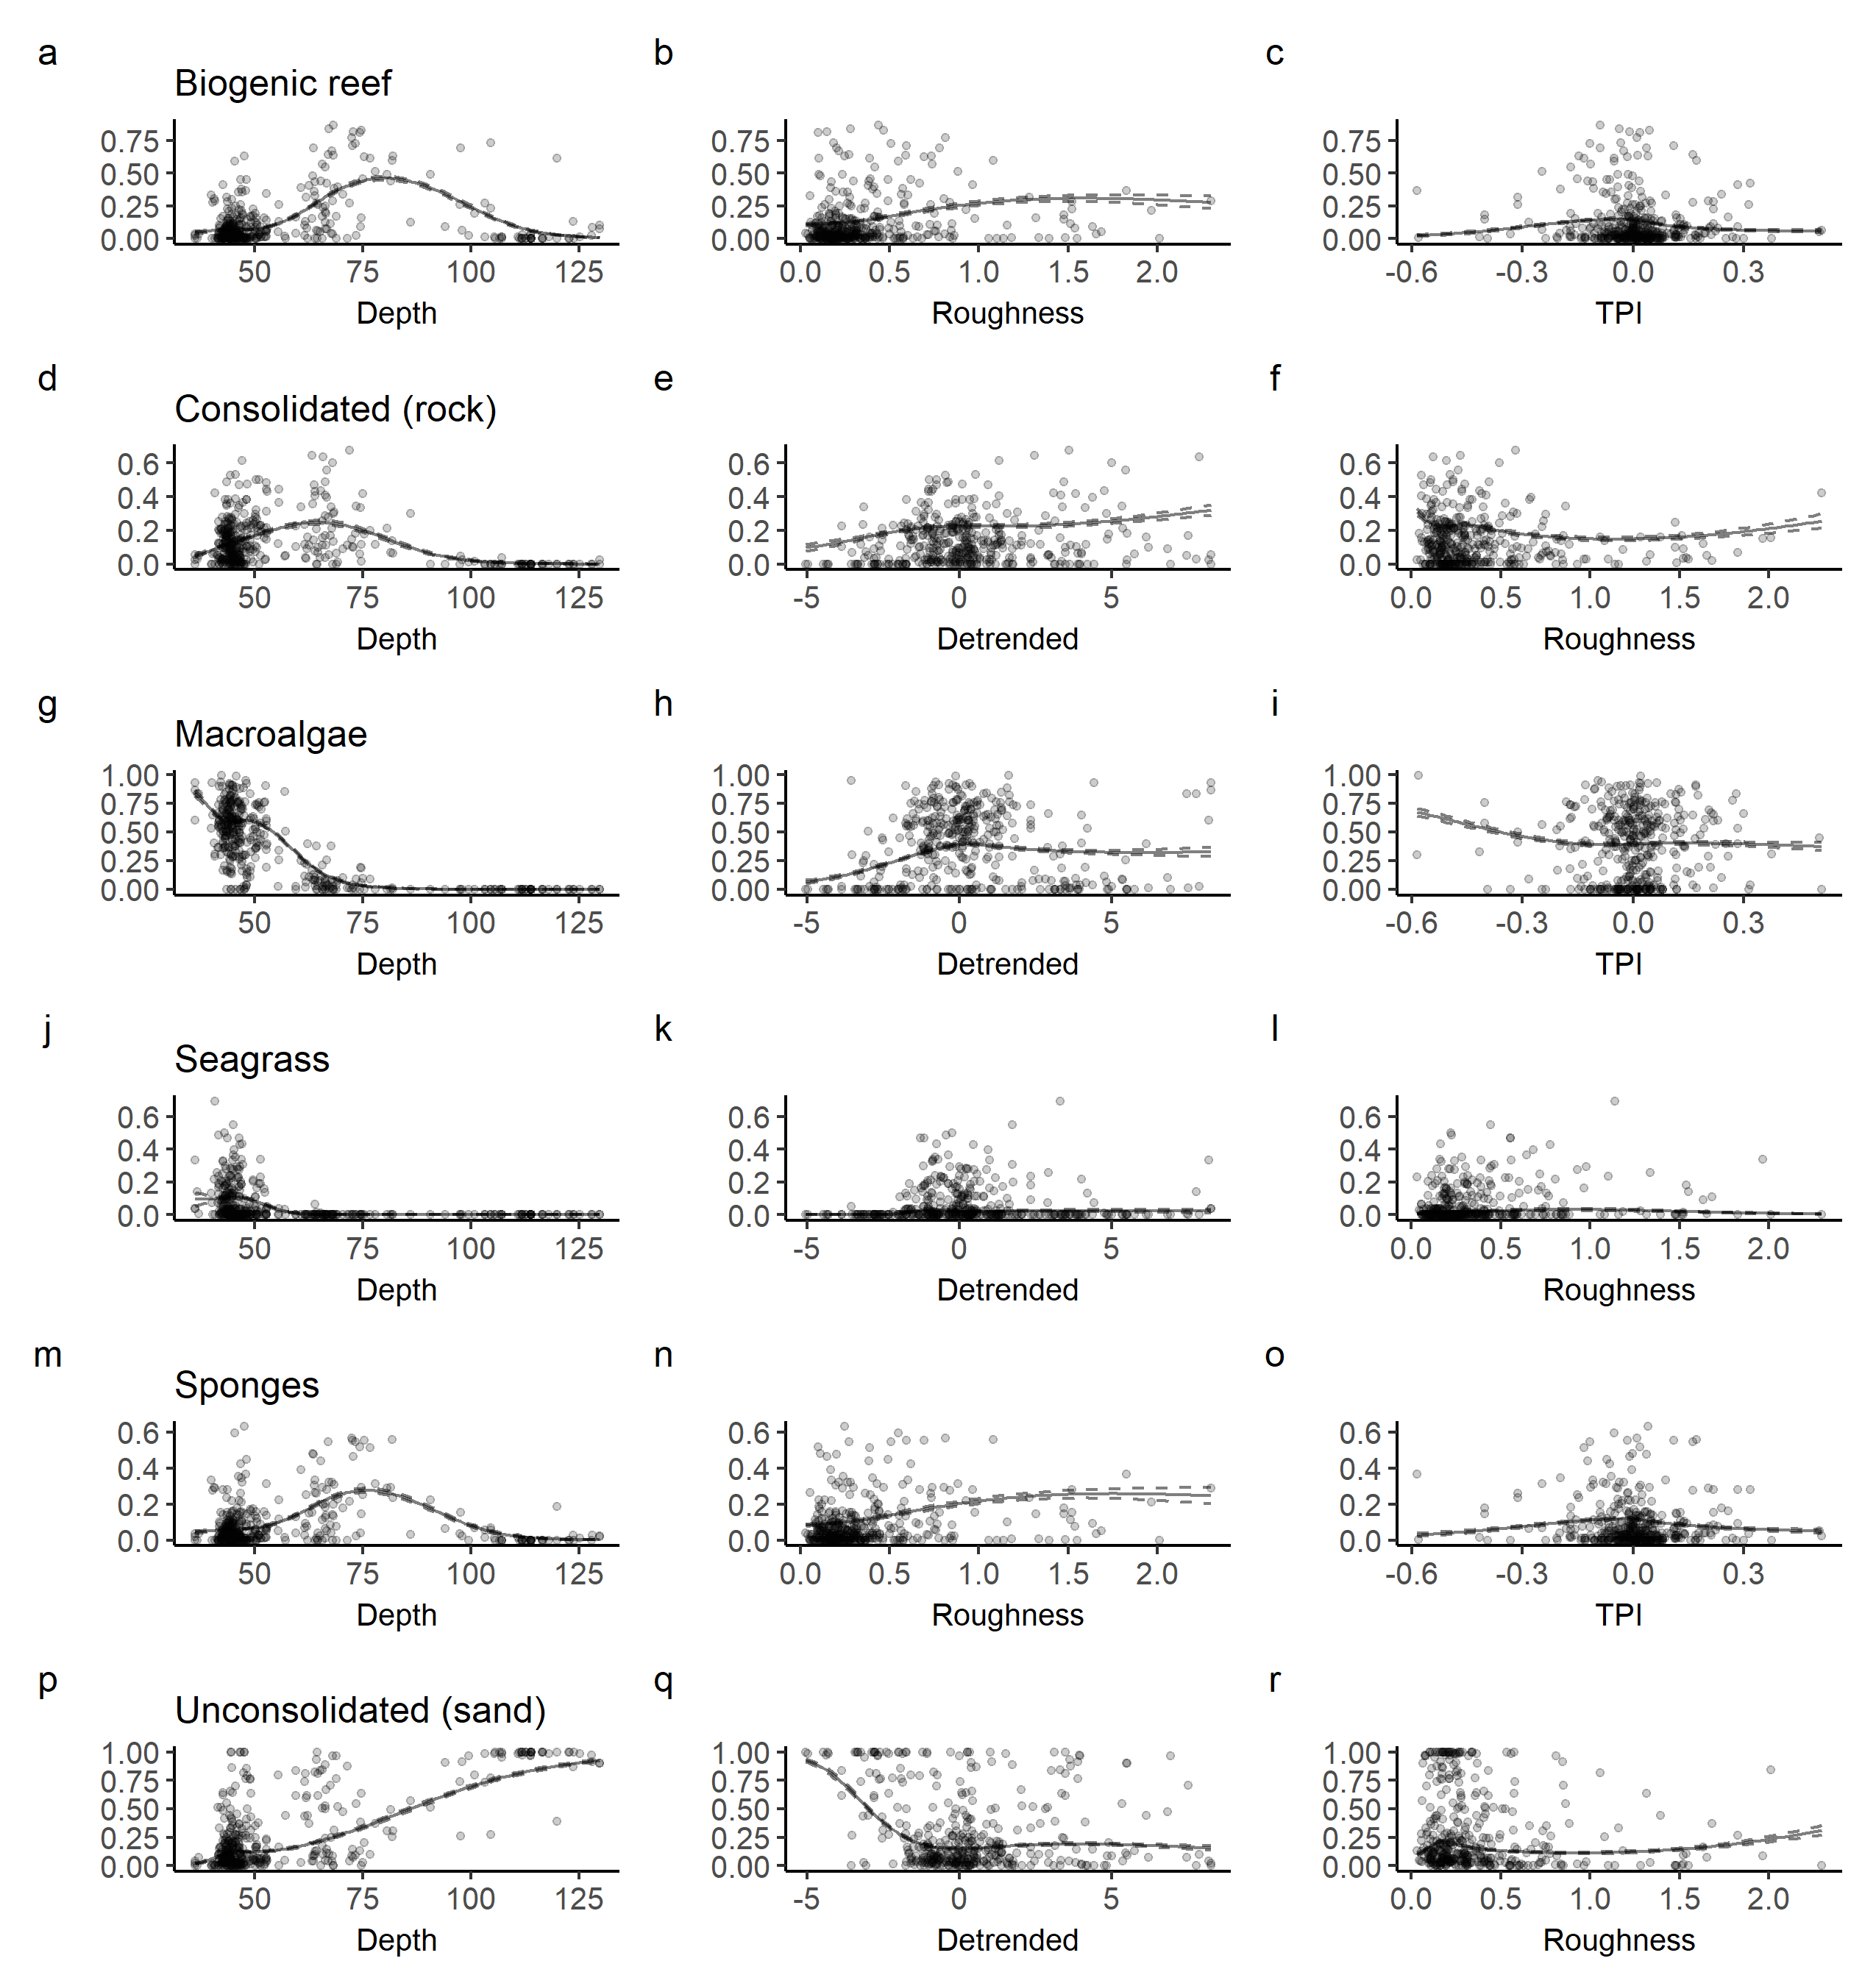 a b c
Biogenic reef
0.75 0.75 0.75
0.50 0.50 0.50
0.25 0.25 0.25
0.00 0.00 0.00
50 75 100 125 0.0 0.5 1.0 1.5 2.0 -0.6 -0.3 0.0 0.3
Depth Roughness TPI
d e f
Consolidated (rock)
0.6 0.6 0.6
0.4 0.4 0.4
0.2 0.2 0.2
0.0 0.0 0.0
50 75 100 125 -5 0 5 0.0 0.5 1.0 1.5 2.0
Depth Detrended Roughness
g h i
Macroalgae
1.00 1.00 1.00
0.75 0.75 0.75
0.50 0.50 0.50
0.25 0.25 0.25
0.00 0.00 0.00
50 75 100 125 -5 0 5 -0.6 -0.3 0.0 0.3
Depth Detrended TPI
j k l
Seagrass
0.6 0.6 0.6
0.4 0.4 0.4
0.2 0.2 0.2
0.0 0.0 0.0
50 75 100 125 -5 0 5 0.0 0.5 1.0 1.5 2.0
Depth Detrended Roughness
m n o
Sponges
0.6 0.6 0.6
0.4 0.4 0.4
0.2 0.2 0.2
0.0 0.0 0.0
50 75 100 125 0.0 0.5 1.0 1.5 2.0 -0.6 -0.3 0.0 0.3
Depth Roughness TPI
p q r
Unconsolidated (sand)
1.00 1.00 1.00
0.75 0.75 0.75
0.50 0.50 0.50
0.25 0.25 0.25
0.00 0.00 0.00
50 75 100 125 -5 0 5 0.0 0.5 1.0 1.5 2.0
Depth Detrended Roughness